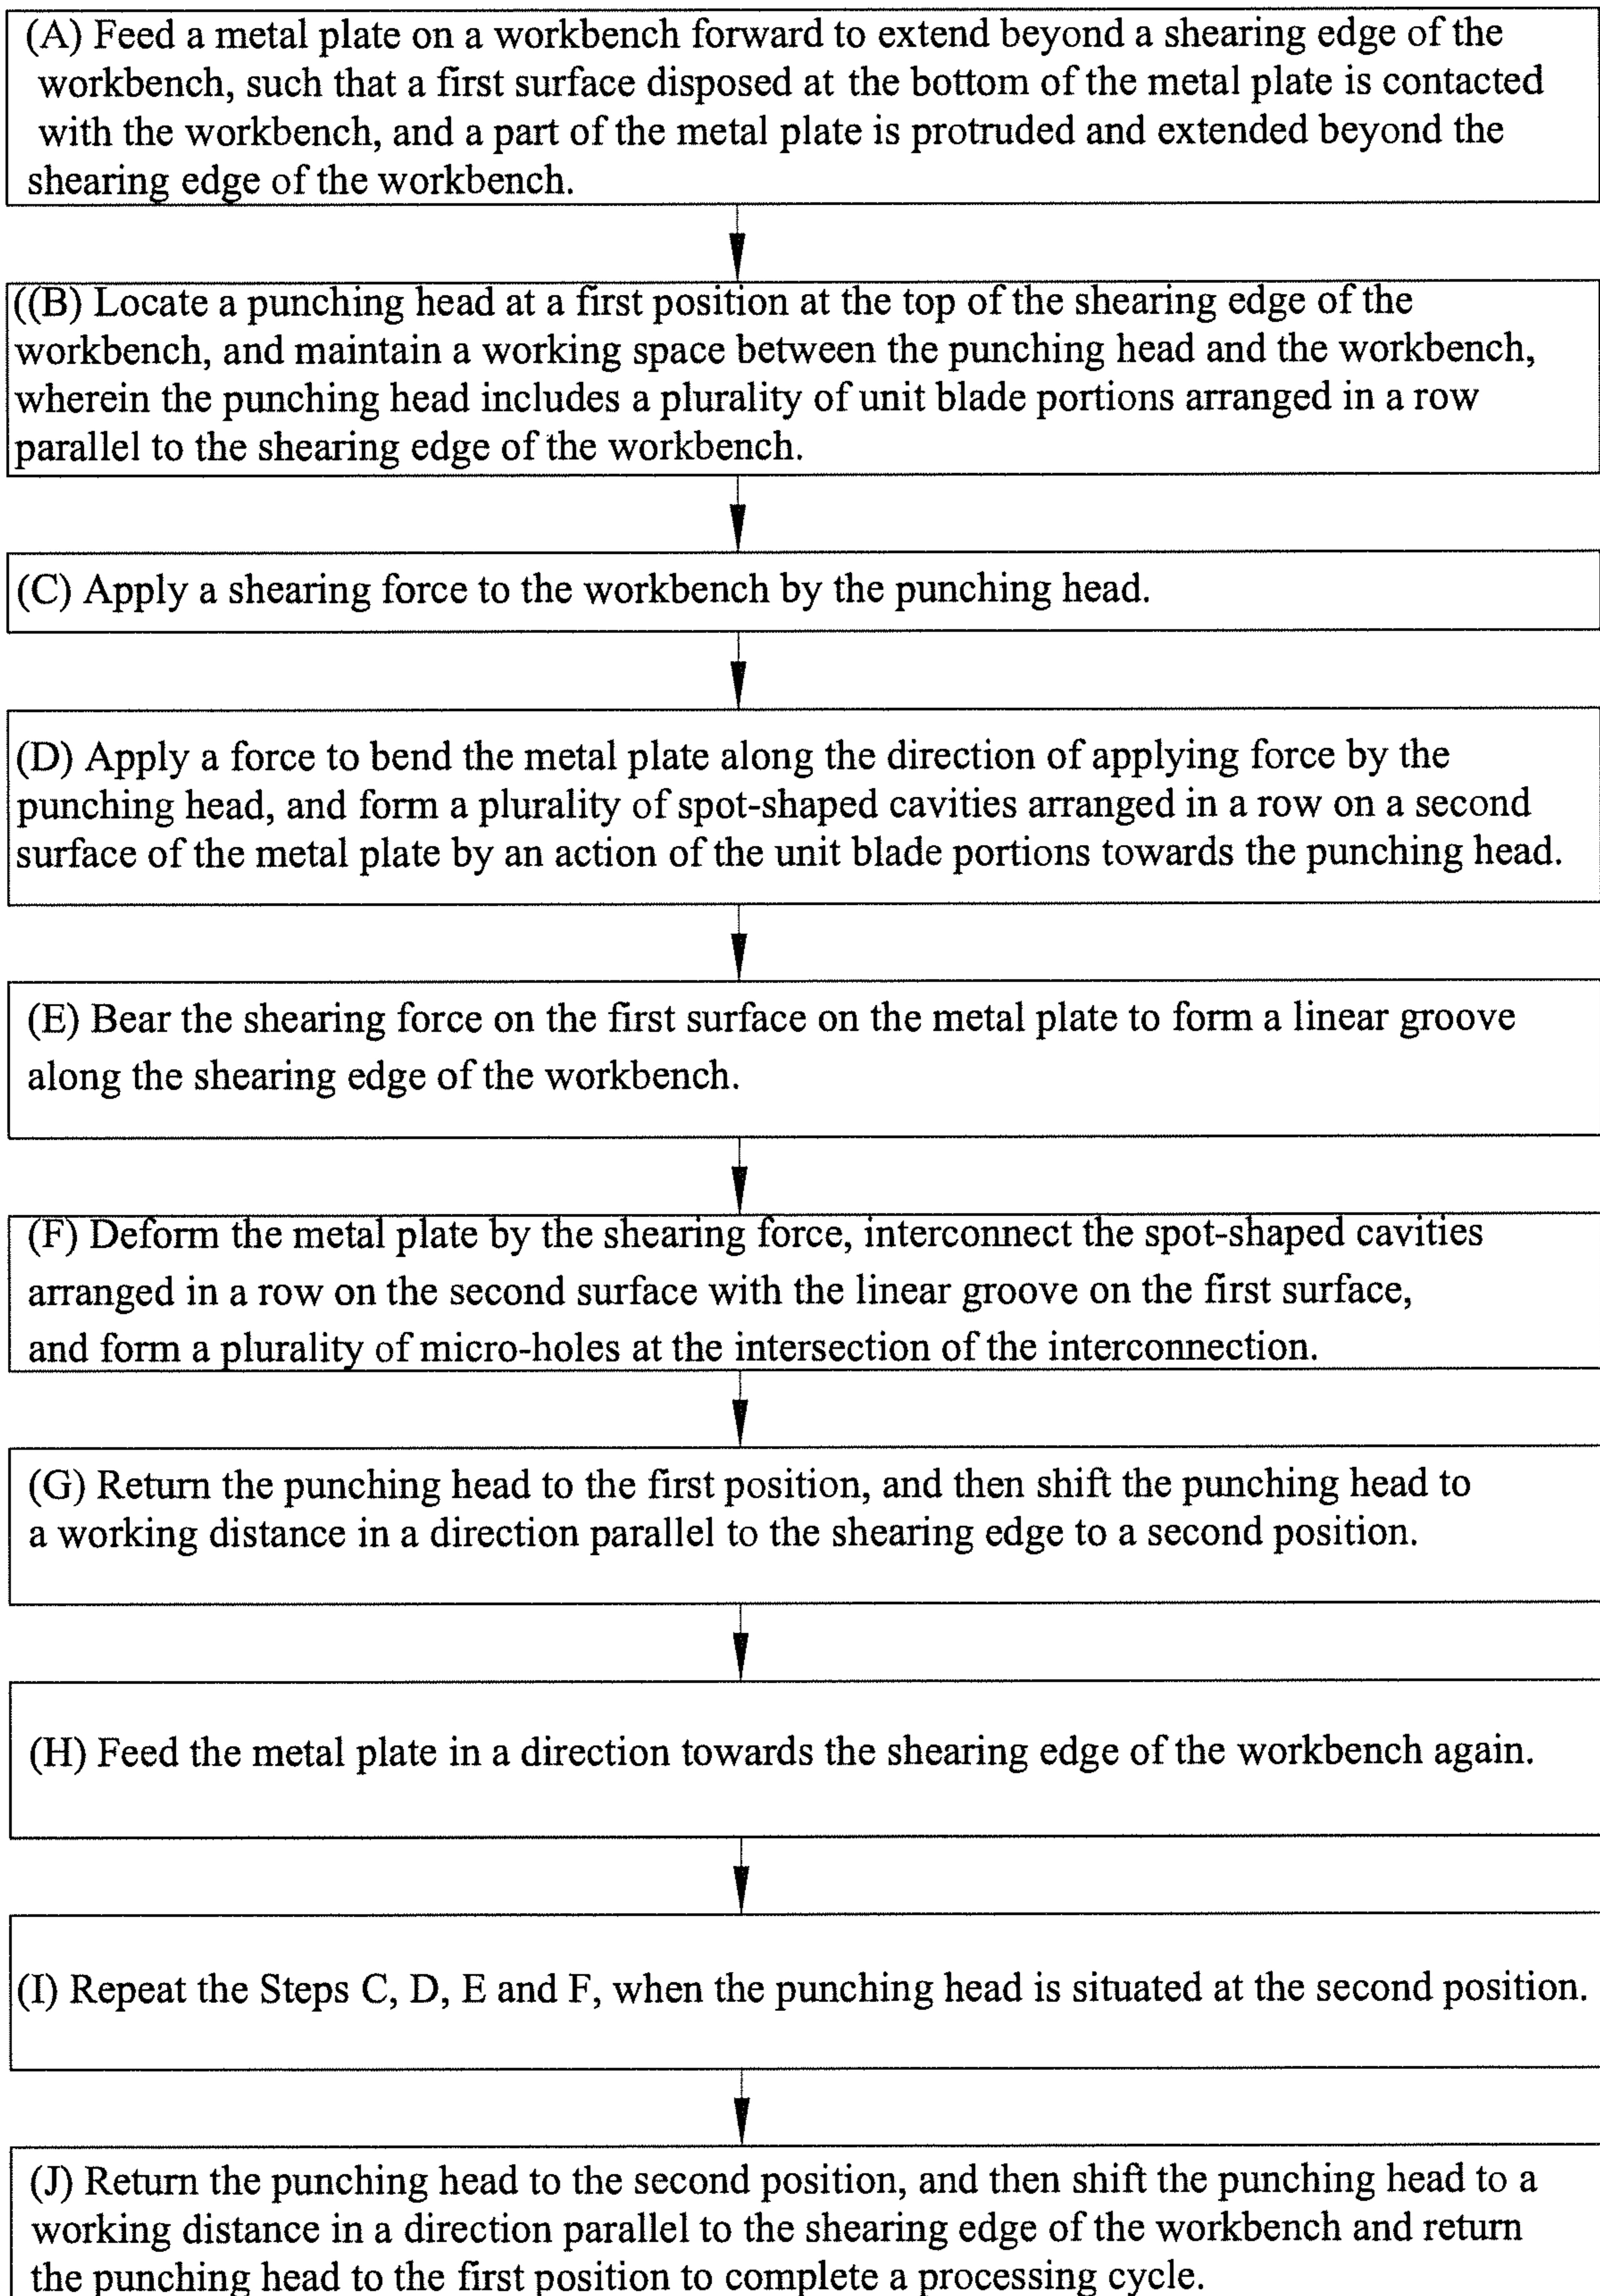 (A) Feed a metal plate on a workbench forward to extend beyond a shearing edge of the
workbench, such that a first surface disposed at the bottom of the metal plate is contacted
with the workbench, and a part of the metal plate is protruded and extended beyond the
shearing edge of the workbench.
((B) Locate a punching head at a first position at the top of the shearing edge of the
workbench, and maintain a working space between the punching head and the workbench,
wherein the punching head includes a plurality of unit blade portions arranged in a row
parallel to the shearing edge of the workbench.
(C) Apply a shearing force to the workbench by the punching head.
(D) Apply a force to bend the metal plate along the direction of applying force by the
punching head, and form a plurality of spot-shaped cavities arranged in a row on a second
surface of the metal plate by an action of the unit blade portions towards the punching head.
(E) Bear the shearing force on the first surface on the metal plate to form a linear groove
along the shearing edge of the workbench.
(F) Deform the metal plate by the shearing force, interconnect the spot-shaped cavities
arranged in a row on the second surface with the linear groove on the first surface,
and form a plurality of micro-holes at the intersection of the interconnection.
(G) Return the punching head to the first position, and then shift the punching head to
a working distance in a direction parallel to the shearing edge to a second position.
(H) Feed the metal plate in a direction towards the shearing edge of the workbench again.
(I) Repeat the Steps C, D, E and F, when the punching head is situated at the second position.
(J) Return the punching head to the second position, and then shift the punching head to a
working distance in a direction parallel to the shearing edge of the workbench and return
the punching head to the first position to complete a processing cycle.